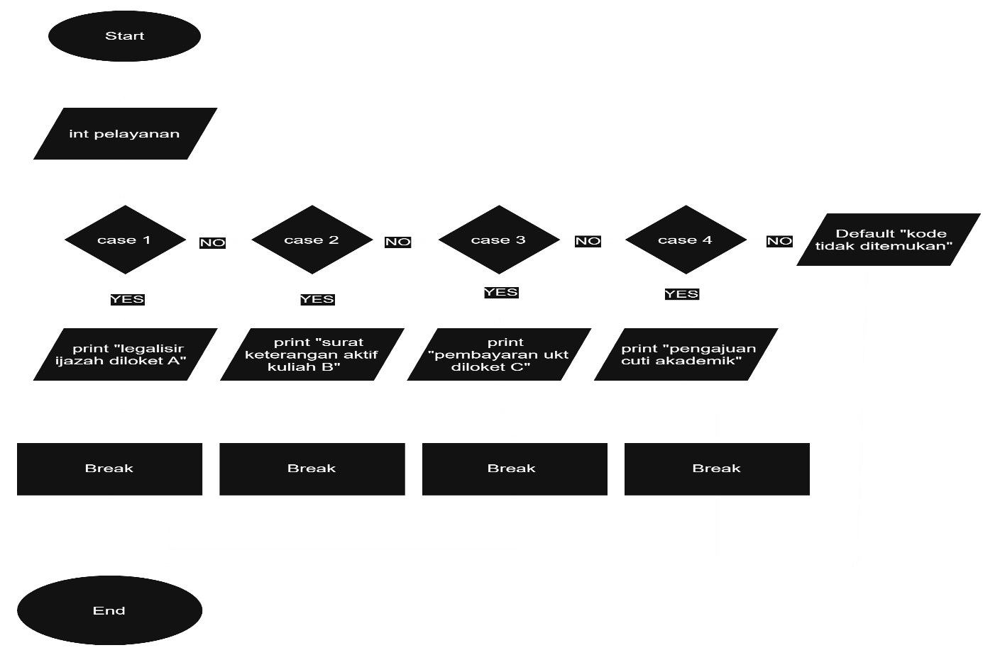 Start
int pelayanan
case 1
NO
case 2
NO
case 3
NO
case 4
NO
Default "kode
tidak ditemukan"
YES
YES
YES
YES
print "legalisir
ijazah diloket A"
print "surat
keterangan aktif
kuliah B"
print
"pembayaran ukt
diloket C"
print "pengajuan
cuti akademik"
Break
Break
Break
Break
End